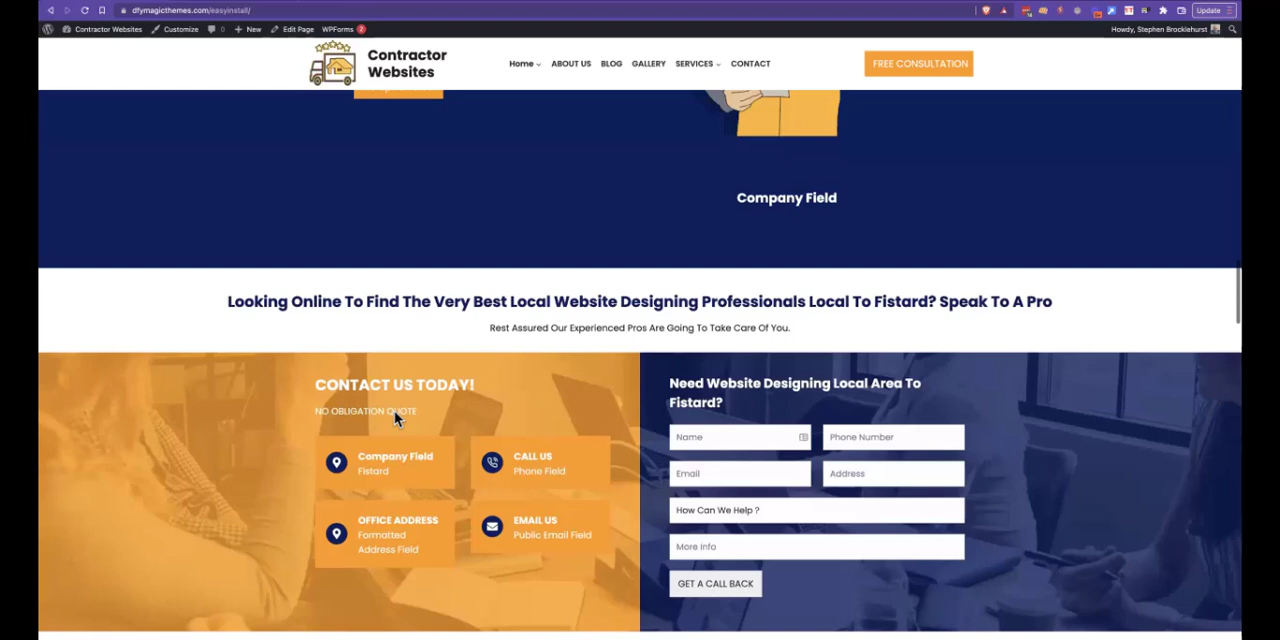 dfymagicthemes.com/easyinstall/
Update
Contractor Websites
Customize
0
New
Edit Page
WPForms 2
Howdy, Stephen Brocklehurst
Contractor
Websites
Home
ABOUT US
BLOG
GALLERY
SERVICES
CONTACT
FREE CONSULTATION
Company Field
Looking Online To Find The Very Best Local Website Designing Professionals Local To Fistard? Speak To A Pro
Rest Assured Our Experienced Pros Are Going To Take Care Of You.
CONTACT US TODAY!
NO OBLIGATION QUOTE
Company Field
Fistard
CALL US
Phone Field
OFFICE ADDRESS
Formatted
Address Field
EMAIL US
Public Email Field
Need Website Designing Local Area To
Fistard?
Name
Phone Number
Email
Address
How Can We Help ?
More info
GET A CALL BACK